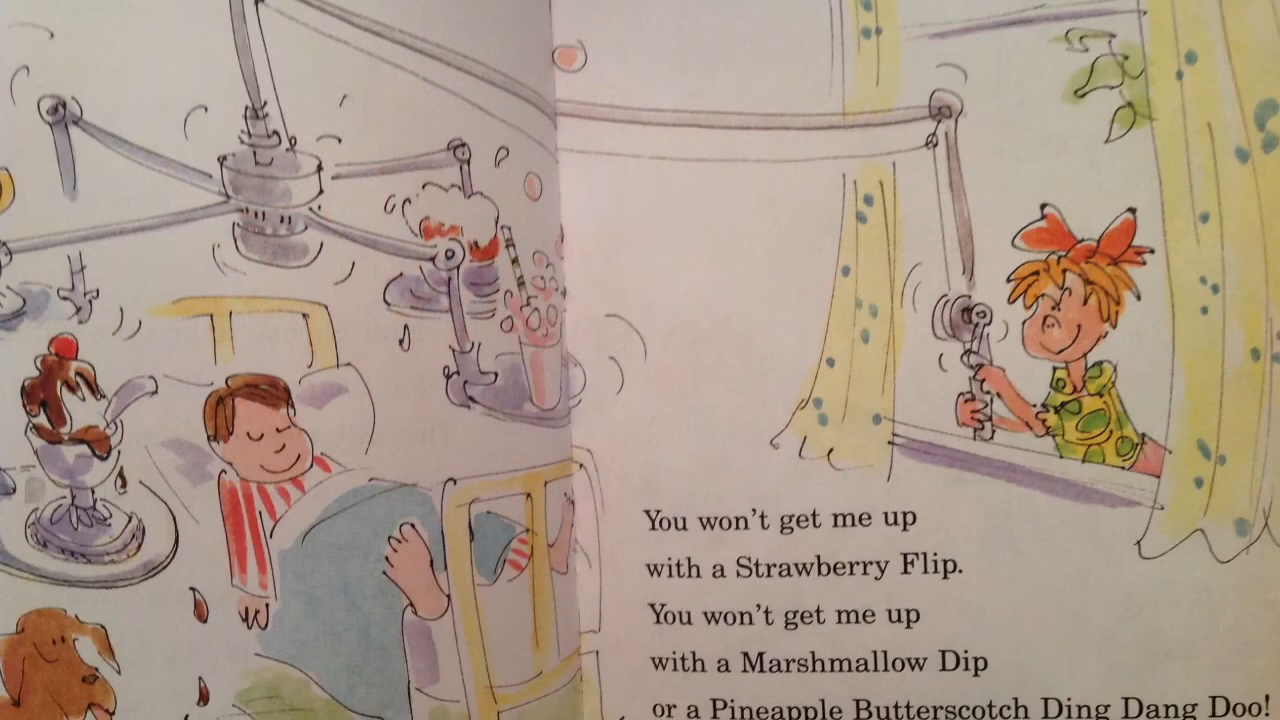 You won't get me up
with a Strawberry Flip.
You won't get me up
with a Marshmallow Dip
or a Pineapple Butterscotch Ding Dang Doo!